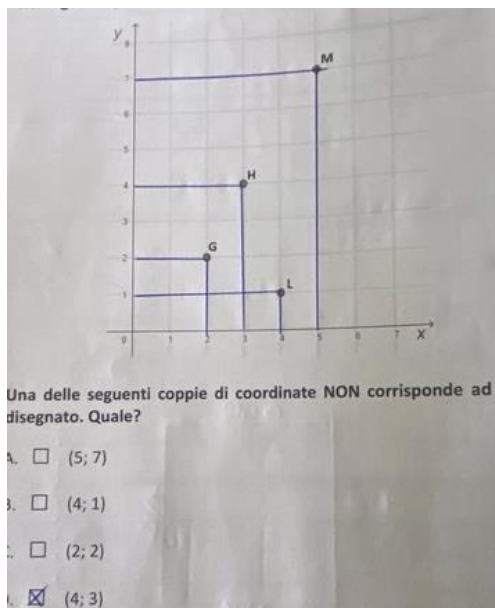 y
8
7
M
6
5
4
H
3
2
G
1
L
0 1 2 3 4 5 6 7 X
Una delle seguenti coppie di coordinate NON corrisponde ad
disegnato. Quale?
A. (5; 7)
B. (4; 1)
(2; 2)
(4; 3)